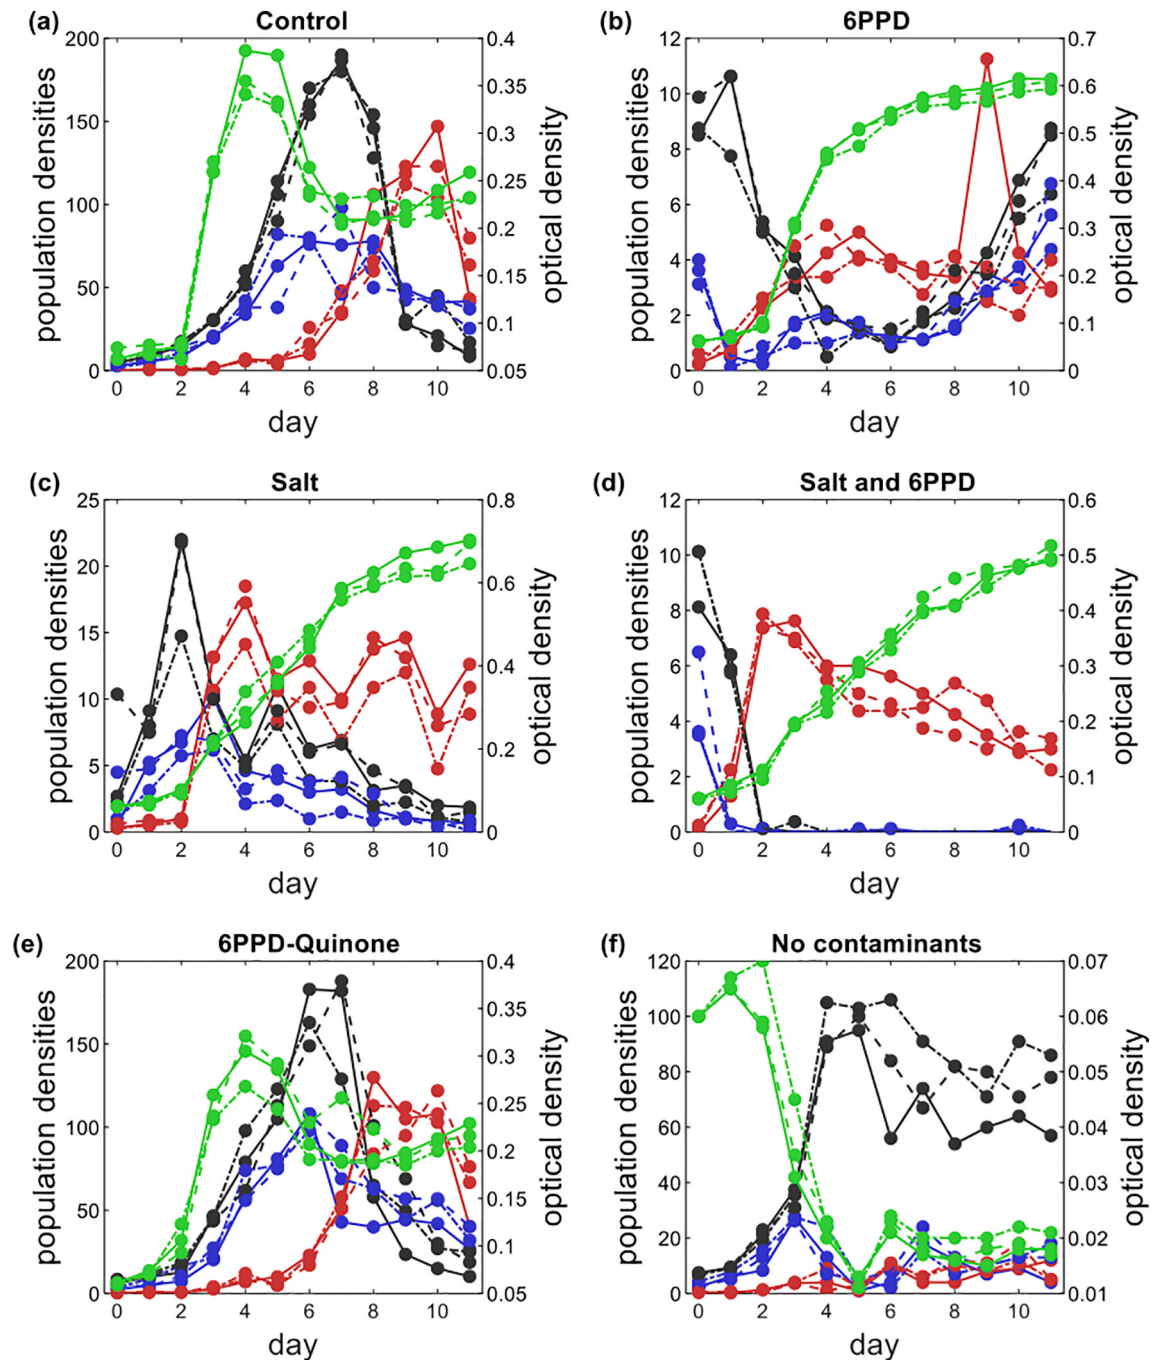 (a) Control
(b) 6PPD
200 150 100 50 0
population densities
0.4 0.35 0.3 0.25 0.2 0.15 0.1 0.05
optical density
0 2 4 6 8 10
day
12 10 8 6 4 2 0
population densities
0.7 0.6 0.5 0.4 0.3 0.2 0.1 0
optical density
0 2 4 6 8 10
day
(c) Salt
(d) Salt and 6PPD
25 20 15 10 5 0
population densities
0.8 0.6 0.4 0.2 0
optical density
0 2 4 6 8 10
day
12 10 8 6 4 2 0
population densities
0.6 0.5 0.4 0.3 0.2 0.1 0
optical density
0 2 4 6 8 10
day
(e) 6PPD-Quinone
(f) No contaminants
200 150 100 50 0
population densities
0.4 0.35 0.3 0.25 0.2 0.15 0.1 0.05
optical density
0 2 4 6 8 10
day
120 100 80 60 40 20 0
population densities
0.07 0.06 0.05 0.04 0.03 0.02 0.01
optical density
0 2 4 6 8 10
day